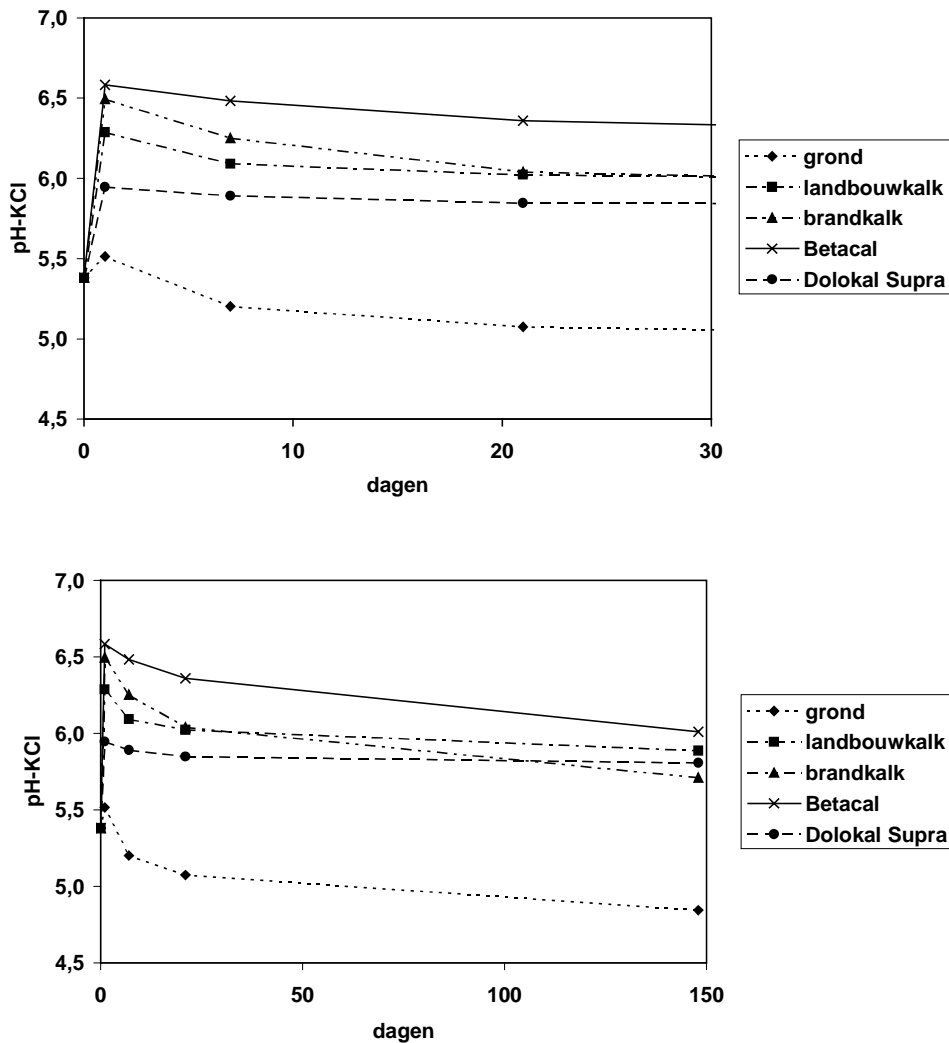 7,0
6,5
6,0
5,5
5,0
4,5
pH-KCl
0 10 20 30
dagen
grond
landbouwkalk
brandkalk
Betacal
Dolokal Supra
7,0
6,5
6,0
5,5
5,0
4,5
pH-KCl
0 50 100 150
dagen
grond
landbouwkalk
brandkalk
Betacal
Dolokal Supra